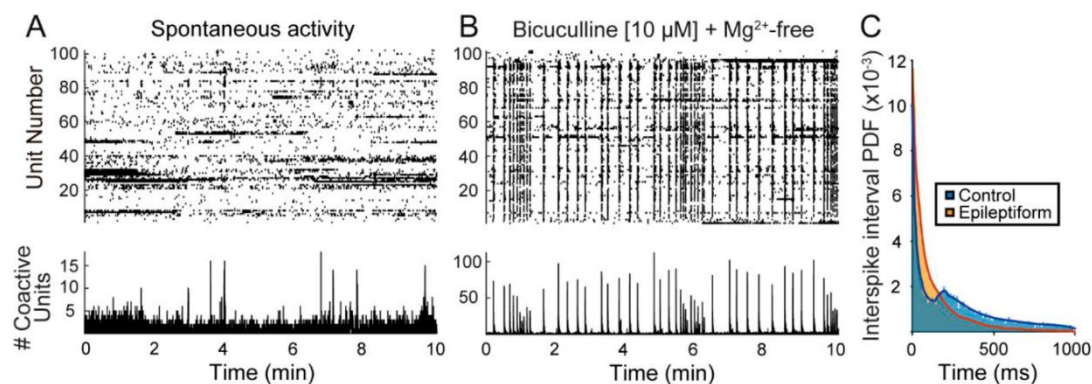 A
Spontaneous activity
Unit Number
100
80
60
40
20
# Coactive
Units
15
10
5
0 2 4 6 8 10
Time (min)
B
Bicuculline [10 µM] + Mg²⁺-free
100
80
60
40
20
100
50
0 2 4 6 8 10
Time (min)
C
Interspike interval PDF (x10⁻³)
12
10
8
6
4
2
Control
Epileptiform
0 500 1000
Time (ms)